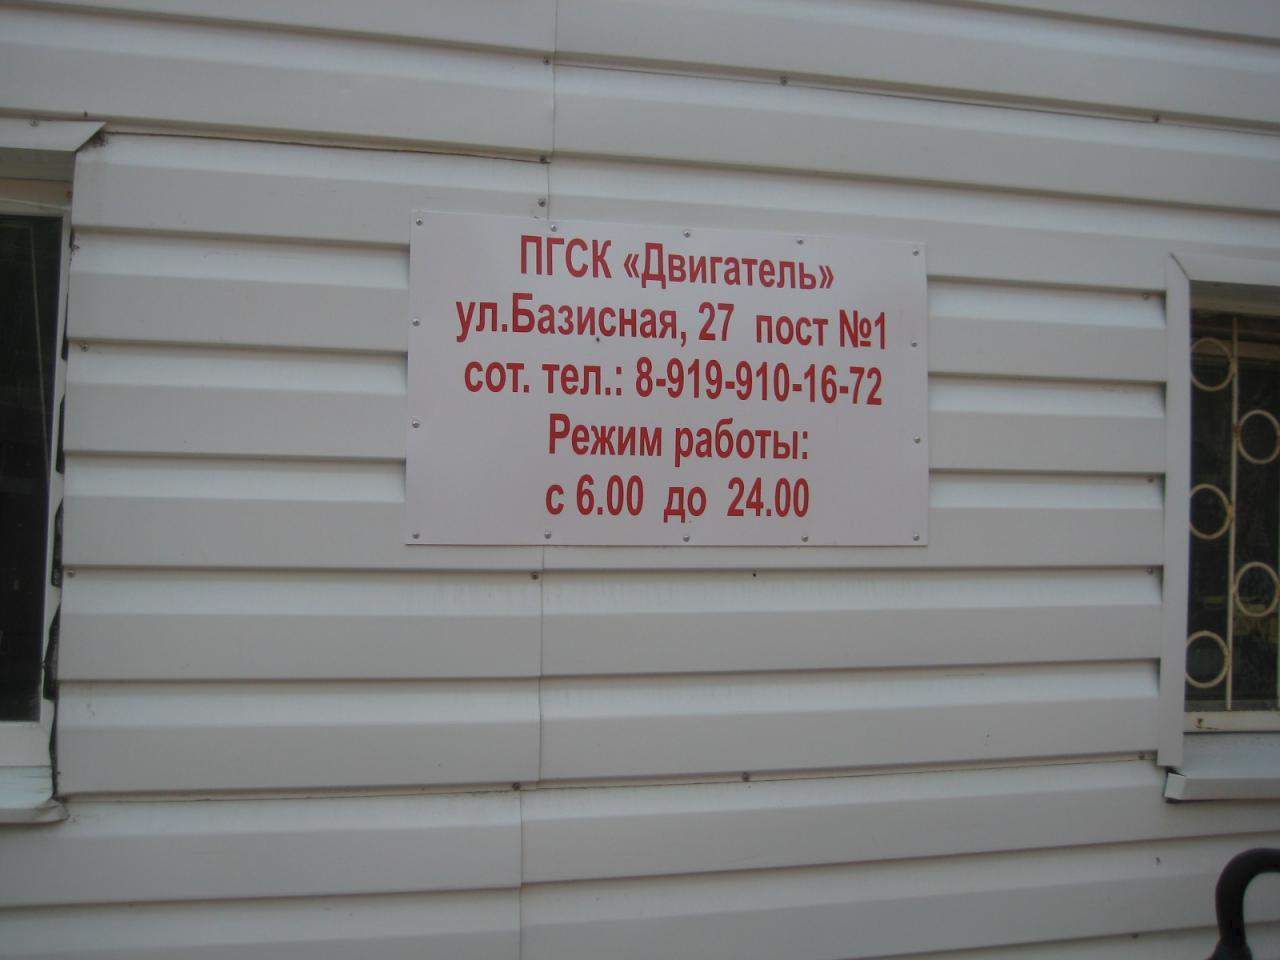 ПГСК «Двигатель»
ул.Базисная, 27 пост №1
сот. тел.: 8-919-910-16-72
Режим работы:
с 6.00 до 24.00